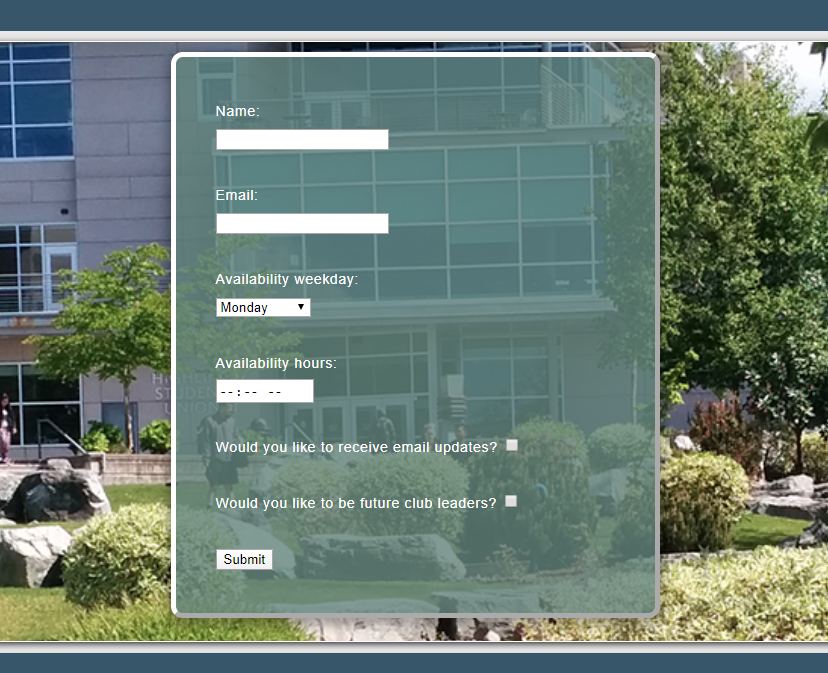 Name:
Email:
Availability weekday:
Monday
Availability hours:
--:-- --
Would you like to receive email updates?
Would you like to be future club leaders?
Submit